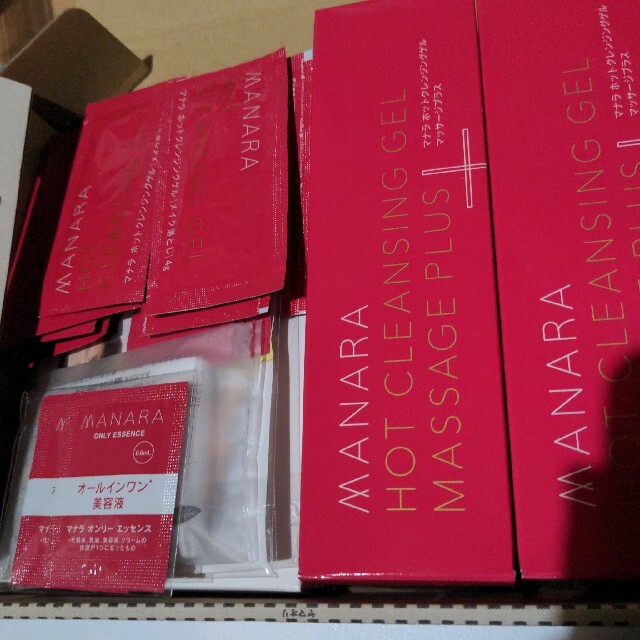 MANARA
HOT CLEANSING GEL
MASSAGE PLUS
マナラ ホットクレンジングゲル
マッサージプラス
MANARA
HOT CLEANSING GEL
マナラ ホットクレンジングゲル
マッサージプラス
MANARA
MANARA
HOT
CLEANSING
マナラ ホットクレンジングゲル
GEL
MANARA
ONLY ESSENCE
0.6mL
オールインワン*
美容液
マナラ オンリー エッセンス